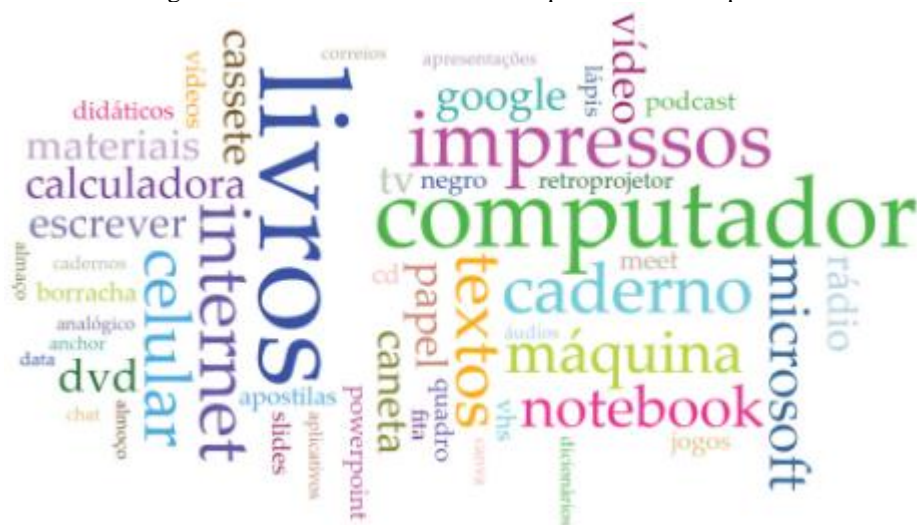 livros
cassete
vídeos
didáticos
materiais
calculadora
escrever
internet
almaço
cadernos
celular
borracha
analógico
anchor
data
dvd
chat
almoço
apostilas
slides
aplicativos
powerpoint
correios
apresentações
google
lápis
vídeo
podcast
impressos
tv
negro
retroprojetor
computador
cd
papel
textos
meet
caderno
microsoft
rádio
áudios
máquina
caneta
quadro
fita
vhs
notebook
jogos
canva
dicionários